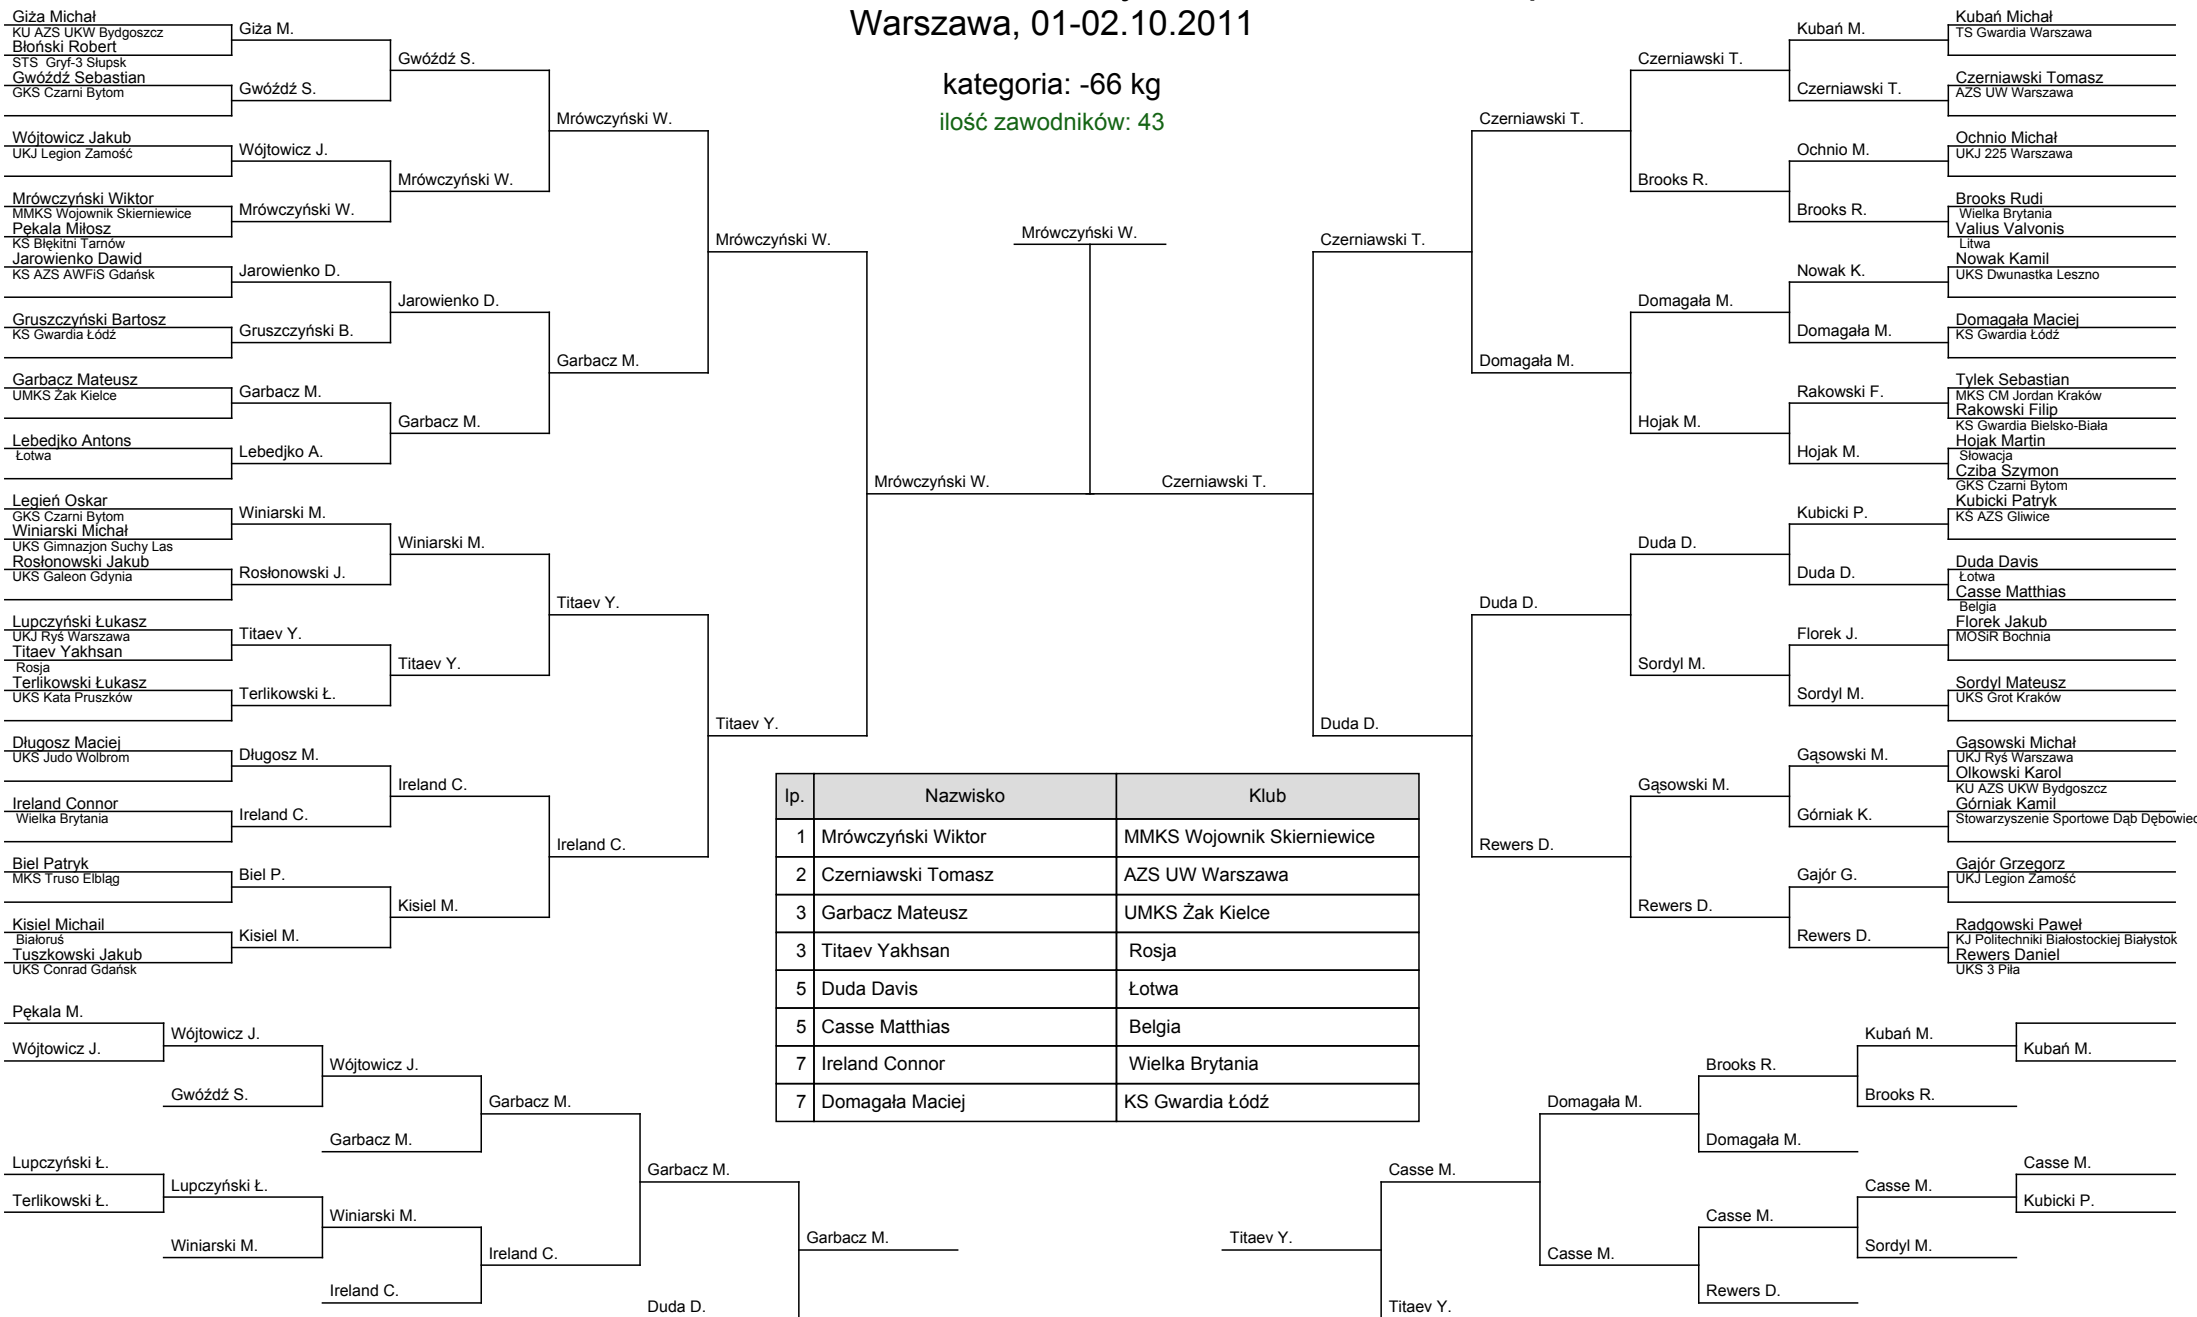 Warszawa, 01-02.10.2011
kategoria: -66 kg
ilość zawodników: 43
Giża Michał
KU AZS UKW Bydgoszcz
Błoński Robert
STS Gryf-3 Słupsk
Gwóźdź Sebastian
GKS Czarni Bytom
Wójtowicz Jakub
UKJ Legion Zamość
Mrówczyński Wiktor
MMKS Wojownik Skierniewice
Pękala Miłosz
KS Błękitni Tarnów
Jarowienko Dawid
KS AZS AWFiS Gdańsk
Gruszczyński Bartosz
KS Gwardia Łódź
Garbacz Mateusz
UMKS Żak Kielce
Lebedjko Antons
Łotwa
Legień Oskar
GKS Czarni Bytom
Winiarski Michał
UKS Gimnazjon Suchy Las
Rosłonowski Jakub
UKS Galeon Gdynia
Lupczyński Łukasz
UKJ Ryś Warszawa
Titaev Yakhsan
Rosja
Terlikowski Łukasz
UKS Kata Pruszków
Długosz Maciej
UKS Judo Wolbrom
Ireland Connor
Wielka Brytania
Biel Patryk
MKS Truso Elbląg
Kisiel Michail
Białoruś
Tuszkowski Jakub
UKS Conrad Gdańsk
Giża M.
Gwóźdź S.
Wójtowicz J.
Mrówczyński W.
Jarowienko D.
Gruszczyński B.
Garbacz M.
Lebedjko A.
Winiarski M.
Rosłonowski J.
Titaev Y.
Terlikowski Ł.
Długosz M.
Ireland C.
Biel P.
Kisiel M.
Gwóźdź S.
Mrówczyński W.
Jarowienko D.
Garbacz M.
Winiarski M.
Titaev Y.
Ireland C.
Kisiel M.
Mrówczyński W.
Garbacz M.
Titaev Y.
Ireland C.
Mrówczyński W.
Titaev Y.
Mrówczyński W.
Mrówczyński W.
Czerniawski T.
Czerniawski T.
Duda D.
Czerniawski T.
Domagała M.
Duda D.
Rewers D.
Czerniawski T.
Brooks R.
Domagała M.
Hojak M.
Duda D.
Sordyl M.
Gąsowski M.
Rewers D.
Kubań M.
Czerniawski T.
Ochnio M.
Brooks R.
Nowak K.
Domagała M.
Rakowski F.
Hojak M.
Kubicki P.
Duda D.
Florek J.
Sordyl M.
Gąsowski M.
Górniak K.
Gajór G.
Rewers D.
Kubań Michał
TS Gwardia Warszawa
Czerniawski Tomasz
AZS UW Warszawa
Ochnio Michał
UKJ 225 Warszawa
Brooks Rudi
Wielka Brytania
Valius Valvonis
Litwa
Nowak Kamil
UKS Dwunastka Leszno
Domagała Maciej
KS Gwardia Łódź
Tylek Sebastian
MKS CM Jordan Kraków
Rakowski Filip
KS Gwardia Bielsko-Biała
Hojak Martin
Słowacja
Cziba Szymon
GKS Czarni Bytom
Kubicki Patryk
KS AZS Gliwice
Duda Davis
Łotwa
Casse Matthias
Belgia
Florek Jakub
MOSiR Bochnia
Sordyl Mateusz
UKS Grot Kraków
Gąsowski Michał
UKJ Ryś Warszawa
Olkowski Karol
KU AZS UKW Bydgoszcz
Górniak Kamil
Stowarzyszenie Sportowe Dąb Dębowiec
Gajór Grzegorz
UKJ Legion Zamość
Radgowski Paweł
KJ Politechniki Białostockiej Białystok
Rewers Daniel
UKS 3 Piła
lp. Nazwisko Klub
1 Mrówczyński Wiktor MMKS Wojownik Skierniewice
2 Czerniawski Tomasz AZS UW Warszawa
3 Garbacz Mateusz UMKS Żak Kielce
3 Titaev Yakhsan Rosja
5 Duda Davis Łotwa
5 Casse Matthias Belgia
7 Ireland Connor Wielka Brytania
7 Domagała Maciej KS Gwardia Łódź
Pękala M.
Wójtowicz J.
Lupczyński Ł.
Terlikowski Ł.
Wójtowicz J.
Gwóźdź S.
Lupczyński Ł.
Winiarski M.
Wójtowicz J.
Garbacz M.
Winiarski M.
Ireland C.
Garbacz M.
Ireland C.
Garbacz M.
Duda D.
Garbacz M.
Titaev Y.
Casse M.
Titaev Y.
Domagała M.
Casse M.
Brooks R.
Domagała M.
Casse M.
Rewers D.
Kubań M.
Brooks R.
Casse M.
Sordyl M.
Kubań M.
Casse M.
Kubicki P.